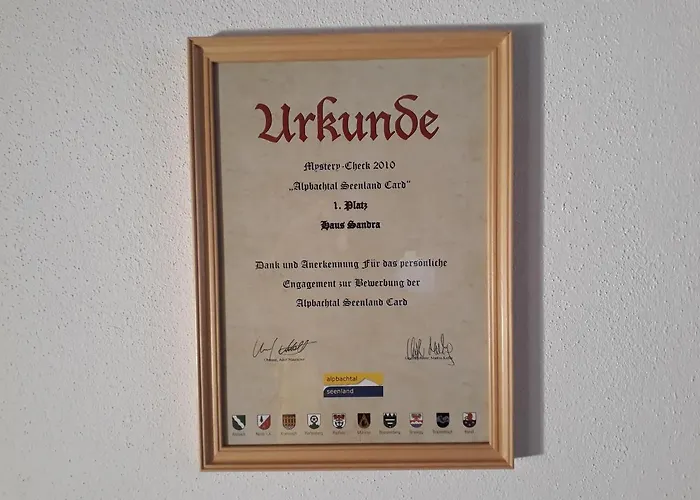 Urkunde
Mystery-Check 2010
„Alpbachtal Seenland Card"
1. Platz
Haus Sandra
Dank und Anerkennung Für das persönliche
Engagement zur Bewerbung der
Alpbachtal Seenland Card
alpbachtal
seenland